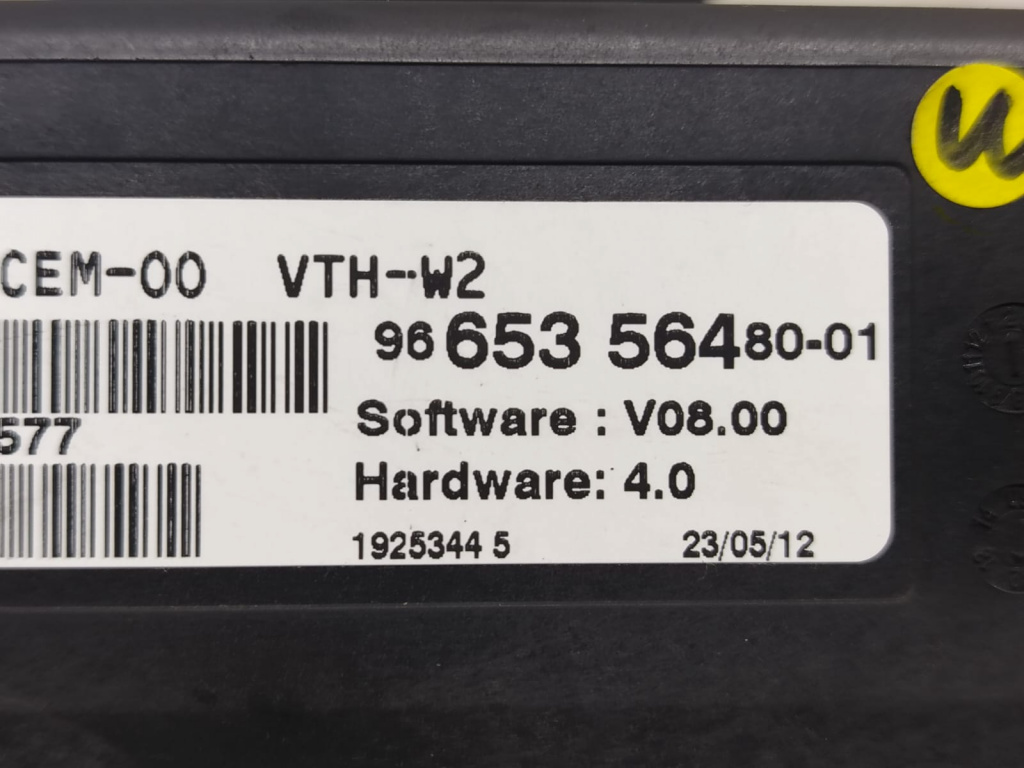 CEM-00 VTH-W2
96 653 564 80-01
Software : V08.00
577
Hardware: 4.0
1925344 5 23/05/12